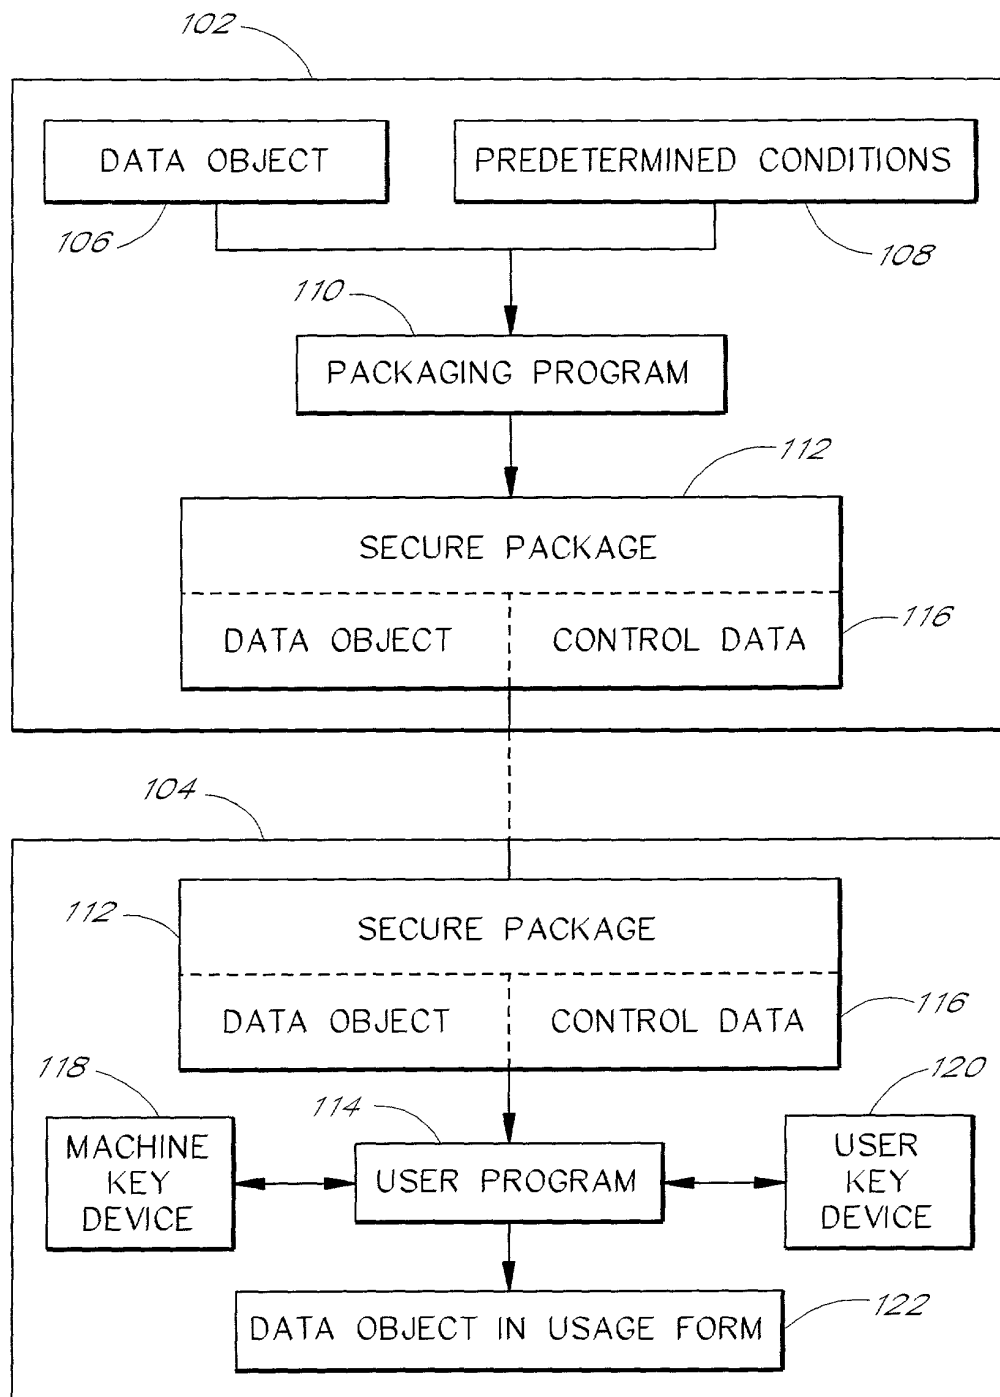 102
DATA OBJECT
PREDETERMINED CONDITIONS
106
108
110
PACKAGING PROGRAM
112
SECURE PACKAGE
DATA OBJECT
CONTROL DATA
116
104
112
SECURE PACKAGE
DATA OBJECT
CONTROL DATA
116
118
114
120
MACHINE
KEY
DEVICE
USER PROGRAM
USER
KEY
DEVICE
DATA OBJECT IN USAGE FORM
122